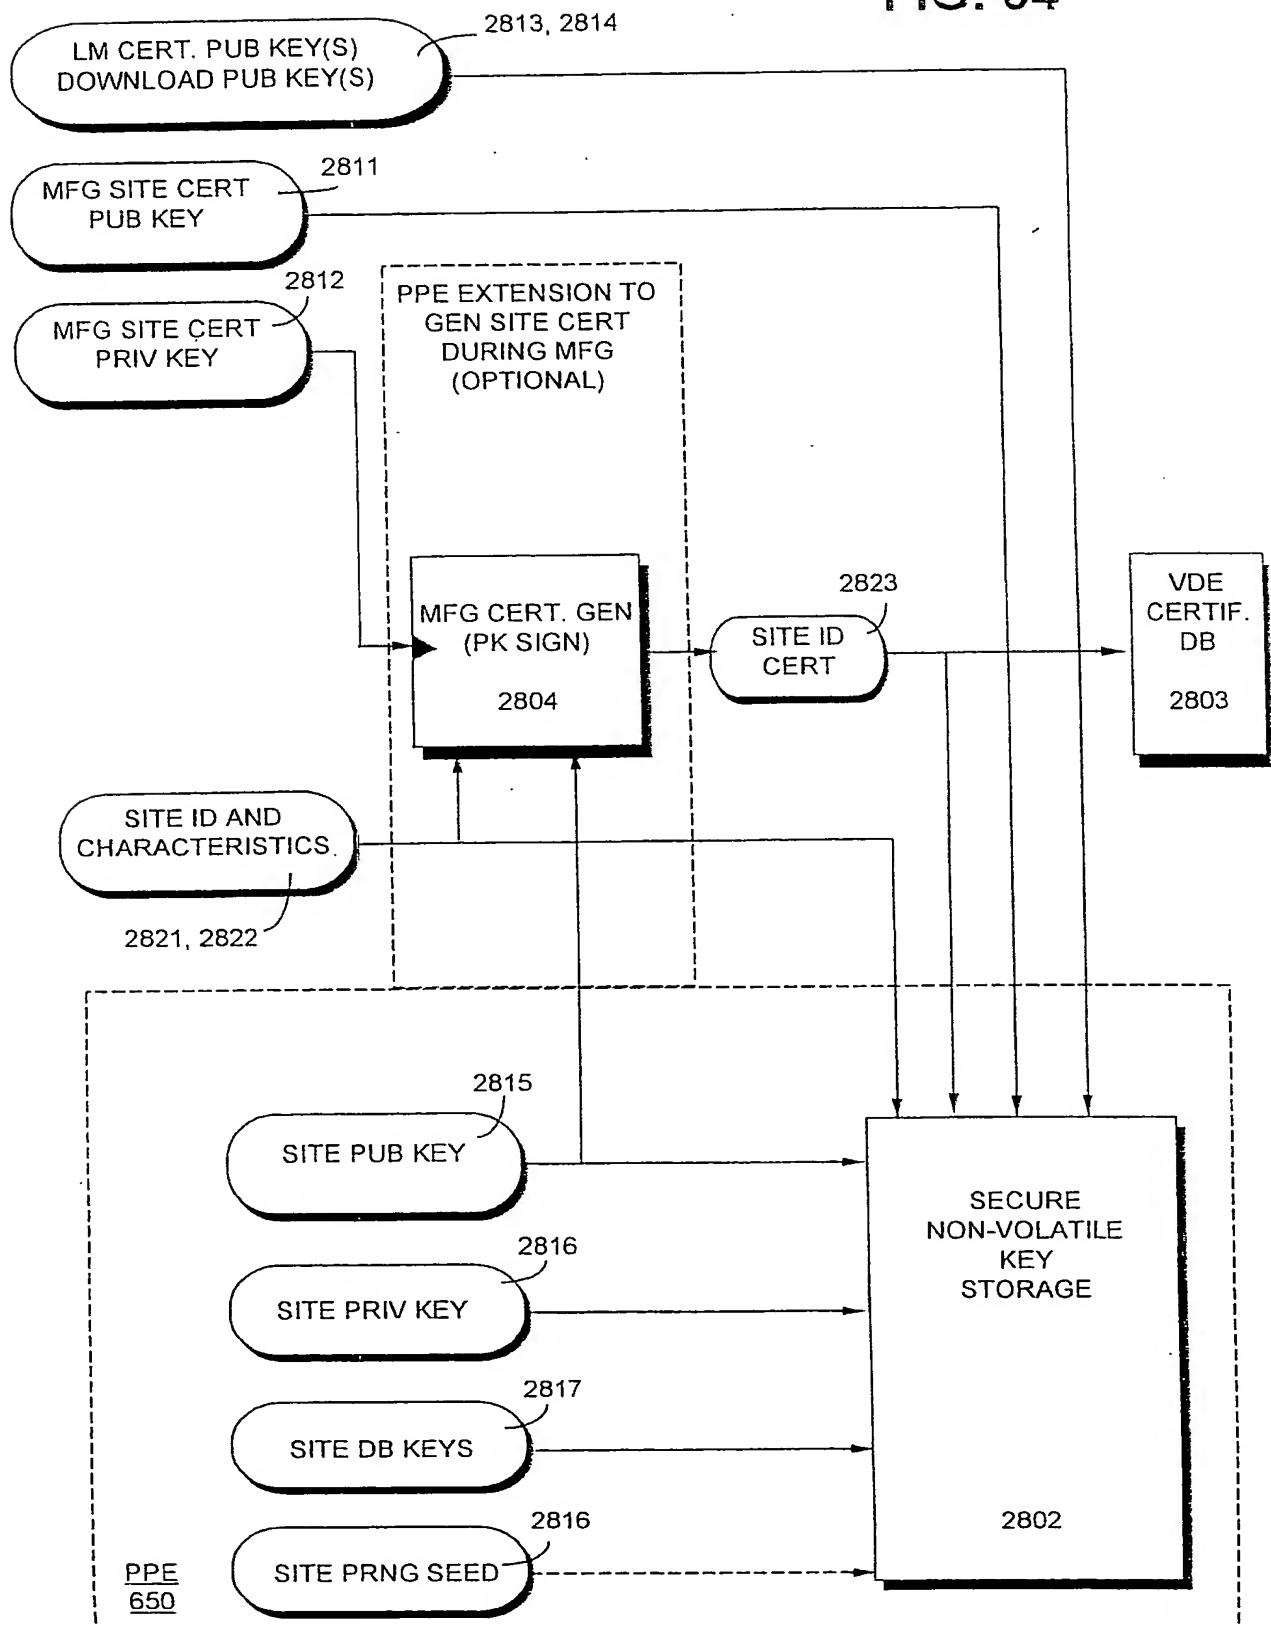 LM CERT. PUB KEY(S)
DOWNLOAD PUB KEY(S)
2813, 2814
MFG SITE CERT
PUB KEY
2811
MFG SITE CERT
PRIV KEY
2812
PPE EXTENSION TO
GEN SITE CERT
DURING MFG
(OPTIONAL)
MFG CERT. GEN
(PK SIGN)
2804
2823
SITE ID
CERT
VDE
CERTIF.
DB
2803
SITE ID AND
CHARACTERISTICS
2821, 2822
2815
SITE PUB KEY
2816
SITE PRIV KEY
2817
SITE DB KEYS
2816
SITE PRNG SEED
SECURE
NON-VOLATILE
KEY
STORAGE
2802
PPE
650